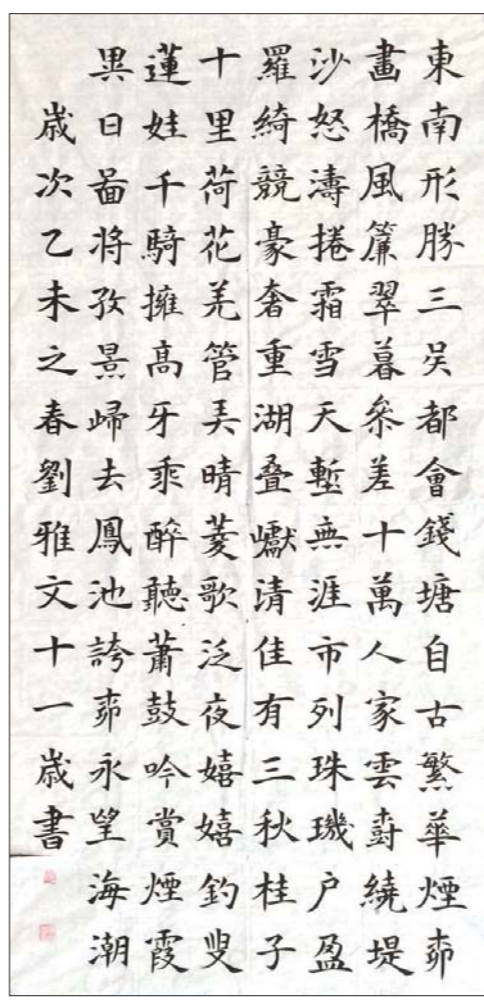 東南形勝三吴都會錢塘自古繁華煙柳
畫橋風簾翠暮叅差十萬人家雲樹繞堤
沙怒濤捲霜雪天塹無涯市列珠璣户盈
羅綺競豪奢重湖疊巘清佳有三秋桂子
十里荷花羌管弄晴菱歌泛夜嬉嬉釣叟
蓮娃千騎擁高牙乘醉聽蕭鼓吟賞煙霞
異日圖將好景歸去鳳池誇柳永望海潮
歲次乙未之春劉雅文十一歲書